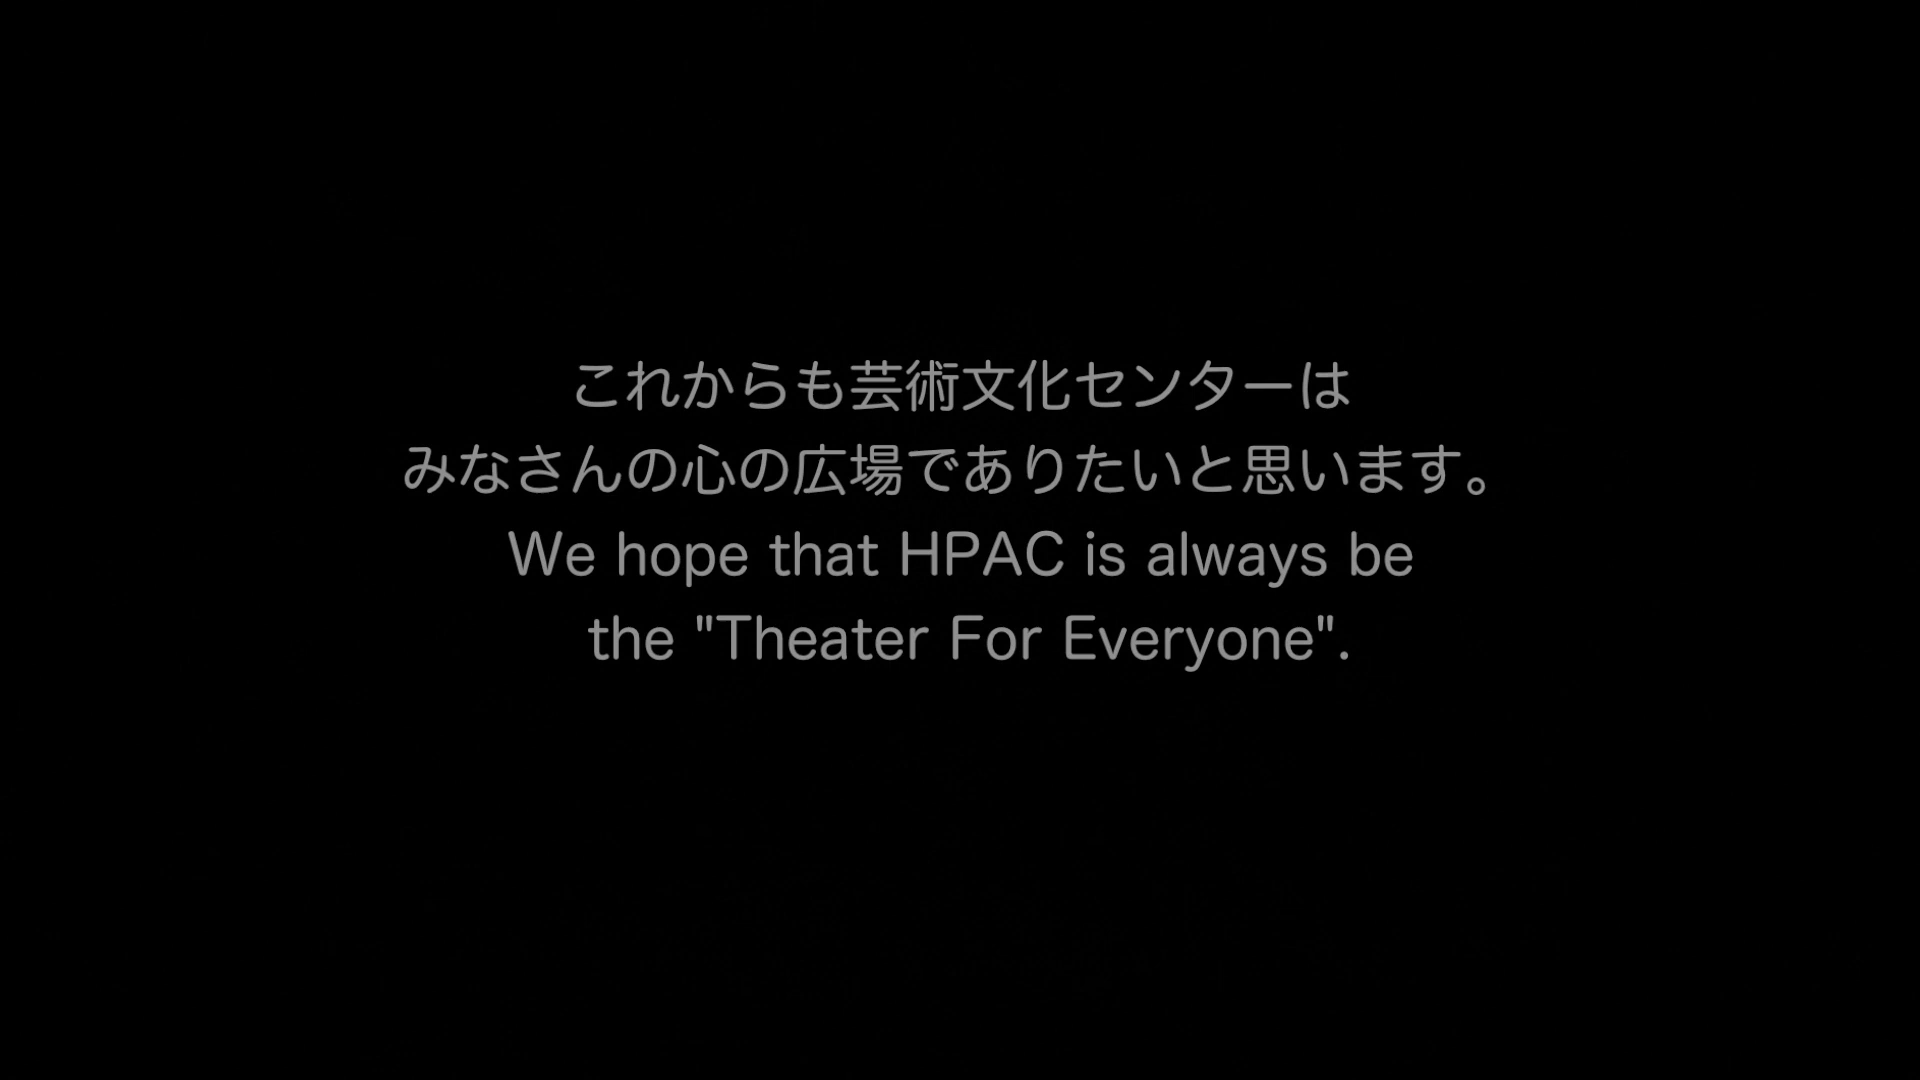 これからも芸術文化センターは
みなさんの心の広場でありたいと思います。
We hope that HPAC is always be
the "Theater For Everyone".